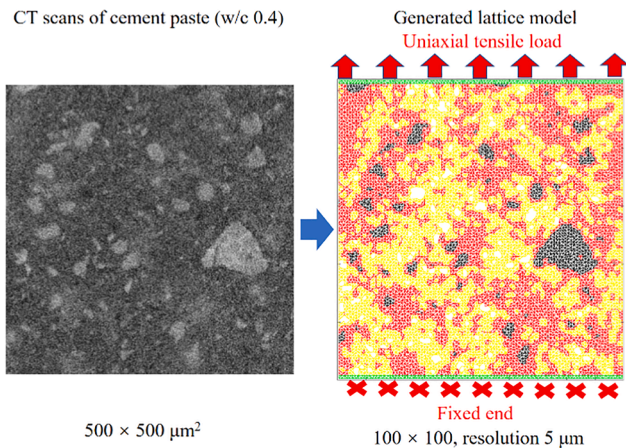 CT scans of cement paste (w/c 0.4)
Generated lattice model
Uniaxial tensile load
Fixed end
500 × 500 μm²
100 × 100, resolution 5 μm